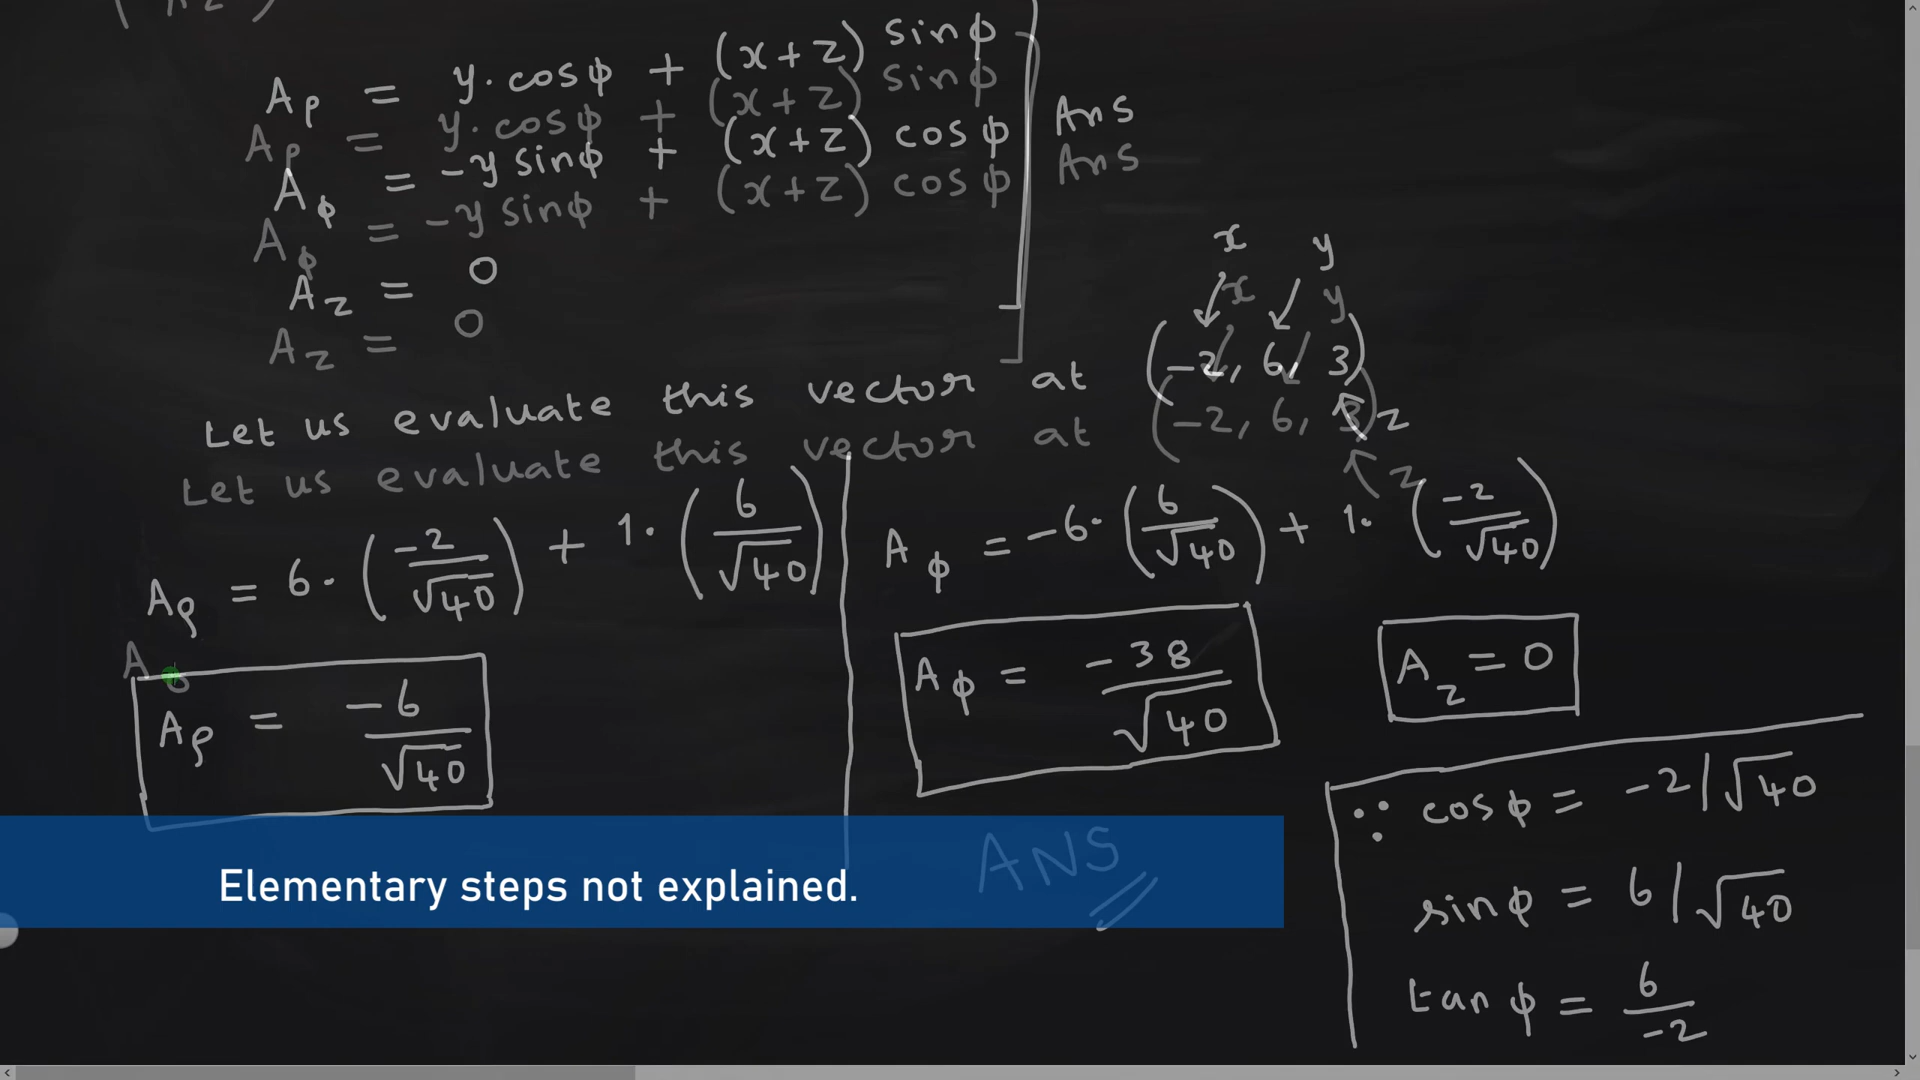 Aρ = y.cosφ + (x+z) sinφ
Aρ = y.cosφ + (x+z) sinφ
Aφ = -y sinφ + (x+z) cosφ
Ans
Aφ = -y sinφ + (x+z) cosφ
Ans
Az = 0
Az = 0
x y
x y
Let us evaluate this vector at (-2, 6, 3)
z
Let us evaluate this vector at (-2, 6, 3)
z
Aρ = 6. (-2/√40) + 1. (6/√40)
Aρ
Aρ = -6/√40
Aφ = -6. (6/√40) + 1. (-2/√40)
Aφ = -38/√40
Az = 0
ANS
∵ cosφ = -2/√40
sinφ = 6/√40
tanφ = 6/-2
Elementary steps not explained.